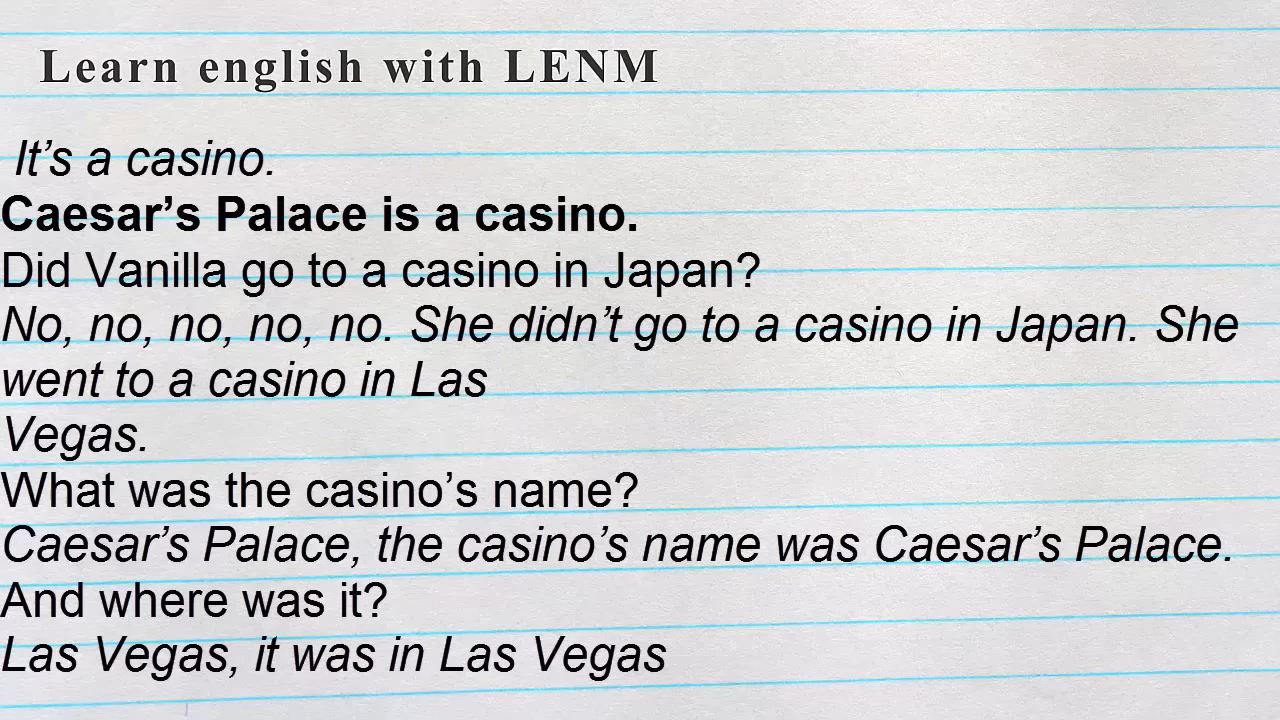 Learn english with LENM
It’s a casino.
Caesar’s Palace is a casino.
Did Vanilla go to a casino in Japan?
No, no, no, no, no. She didn’t go to a casino in Japan. She
went to a casino in Las
Vegas.
What was the casino’s name?
Caesar’s Palace, the casino’s name was Caesar’s Palace.
And where was it?
Las Vegas, it was in Las Vegas